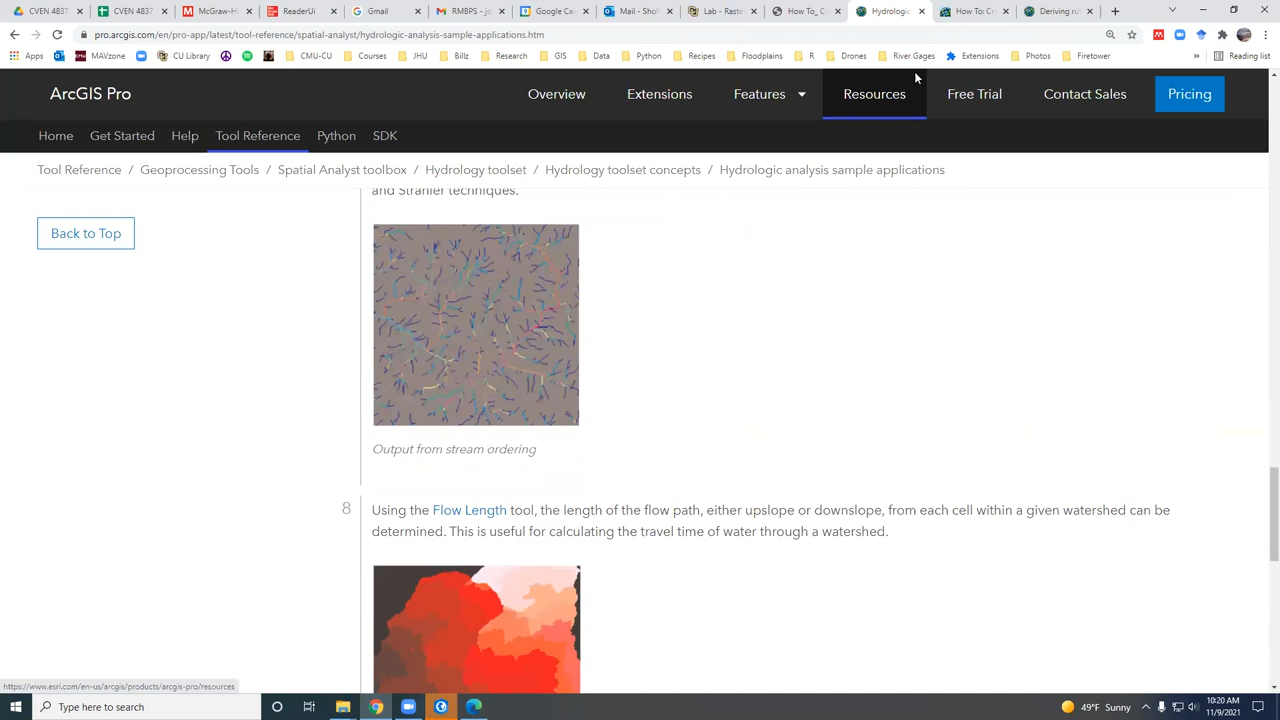 CVEN 4837
CVEN 4837
McGraw-H
ReaderUi
Gmail
RMBPS - js
Google Cal
Mail - Shof
Lab - Raste
How To_ C
Hydrologic
How To: C
Deriving ru
pro.arcgis.com/en/pro-app/latest/tool-reference/spatial-analyst/hydrologic-analysis-sample-applications.htm
Apps MAVzone CU Library CMU-CU Courses JHU Billz Research GIS Data Python Recipes Floodplains R Drones River Gages Extensions Photos Firetower » Reading list
ArcGIS Pro Overview Extensions Features Resources Free Trial Contact Sales Pricing
Home Get Started Help Tool Reference Python SDK
Tool Reference / Geoprocessing Tools / Spatial Analyst toolbox / Hydrology toolset / Hydrology toolset concepts / Hydrologic analysis sample applications
and Strahler techniques.
Back to Top
Output from stream ordering
8 Using the Flow Length tool, the length of the flow path, either upslope or downslope, from each cell within a given watershed can be
determined. This is useful for calculating the travel time of water through a watershed.
https://www.esri.com/en-us/arcgis/products/arcgis-pro/resources
Type here to search
49°F Sunny
10:20 AM
11/9/2021